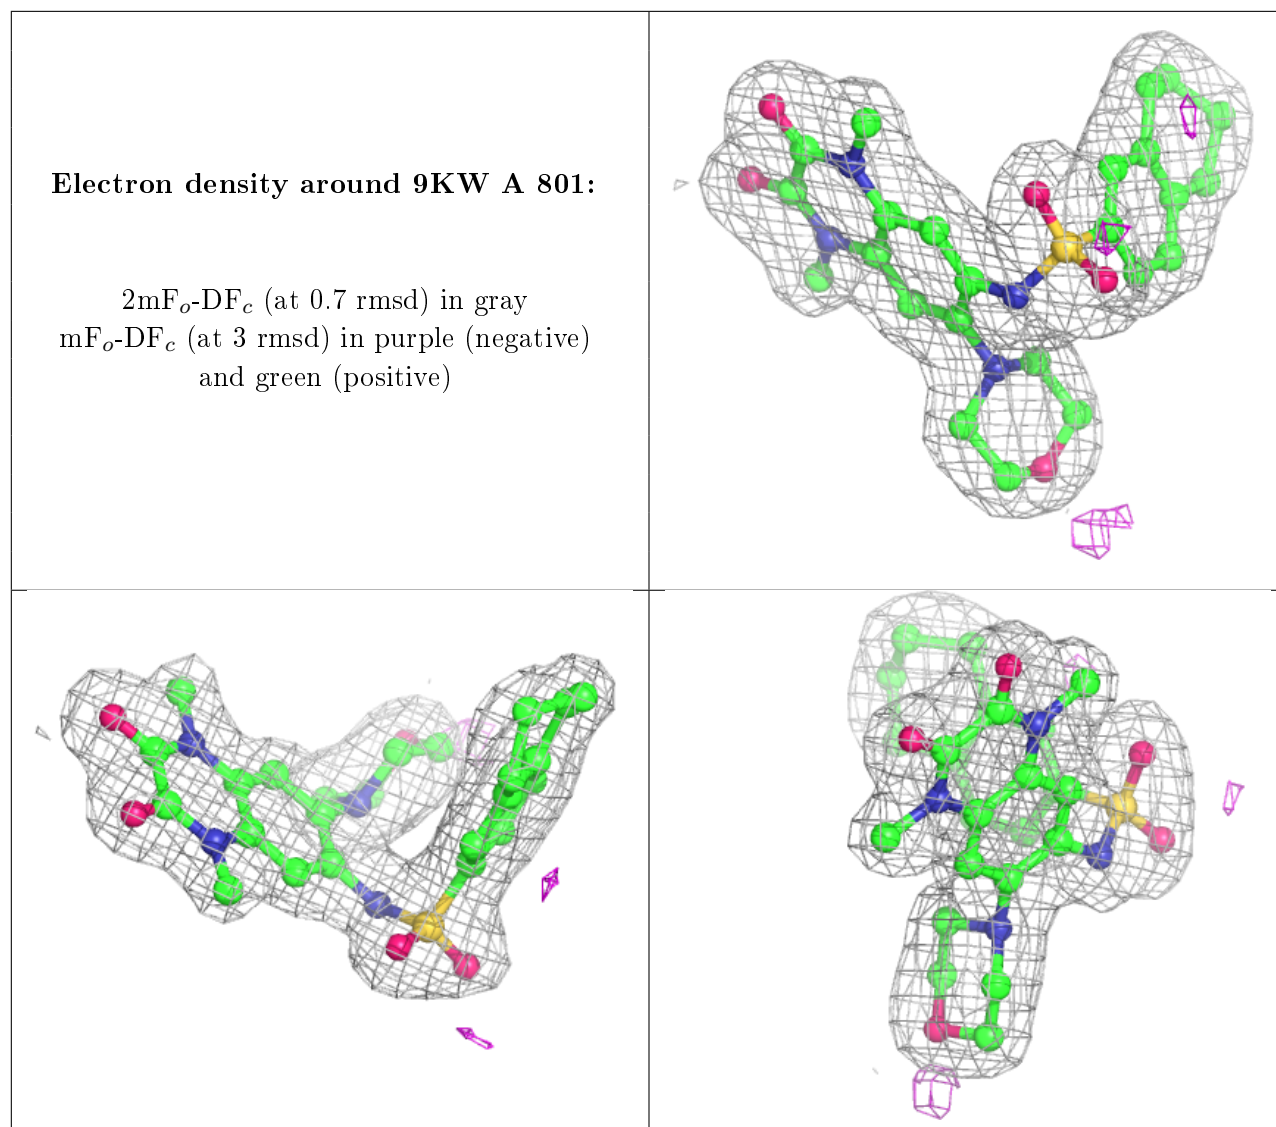 Electron density around 9KW A 801:
2mFₒ-DF𝒸 (at 0.7 rmsd) in gray
mFₒ-DF𝒸 (at 3 rmsd) in purple (negative)
and green (positive)